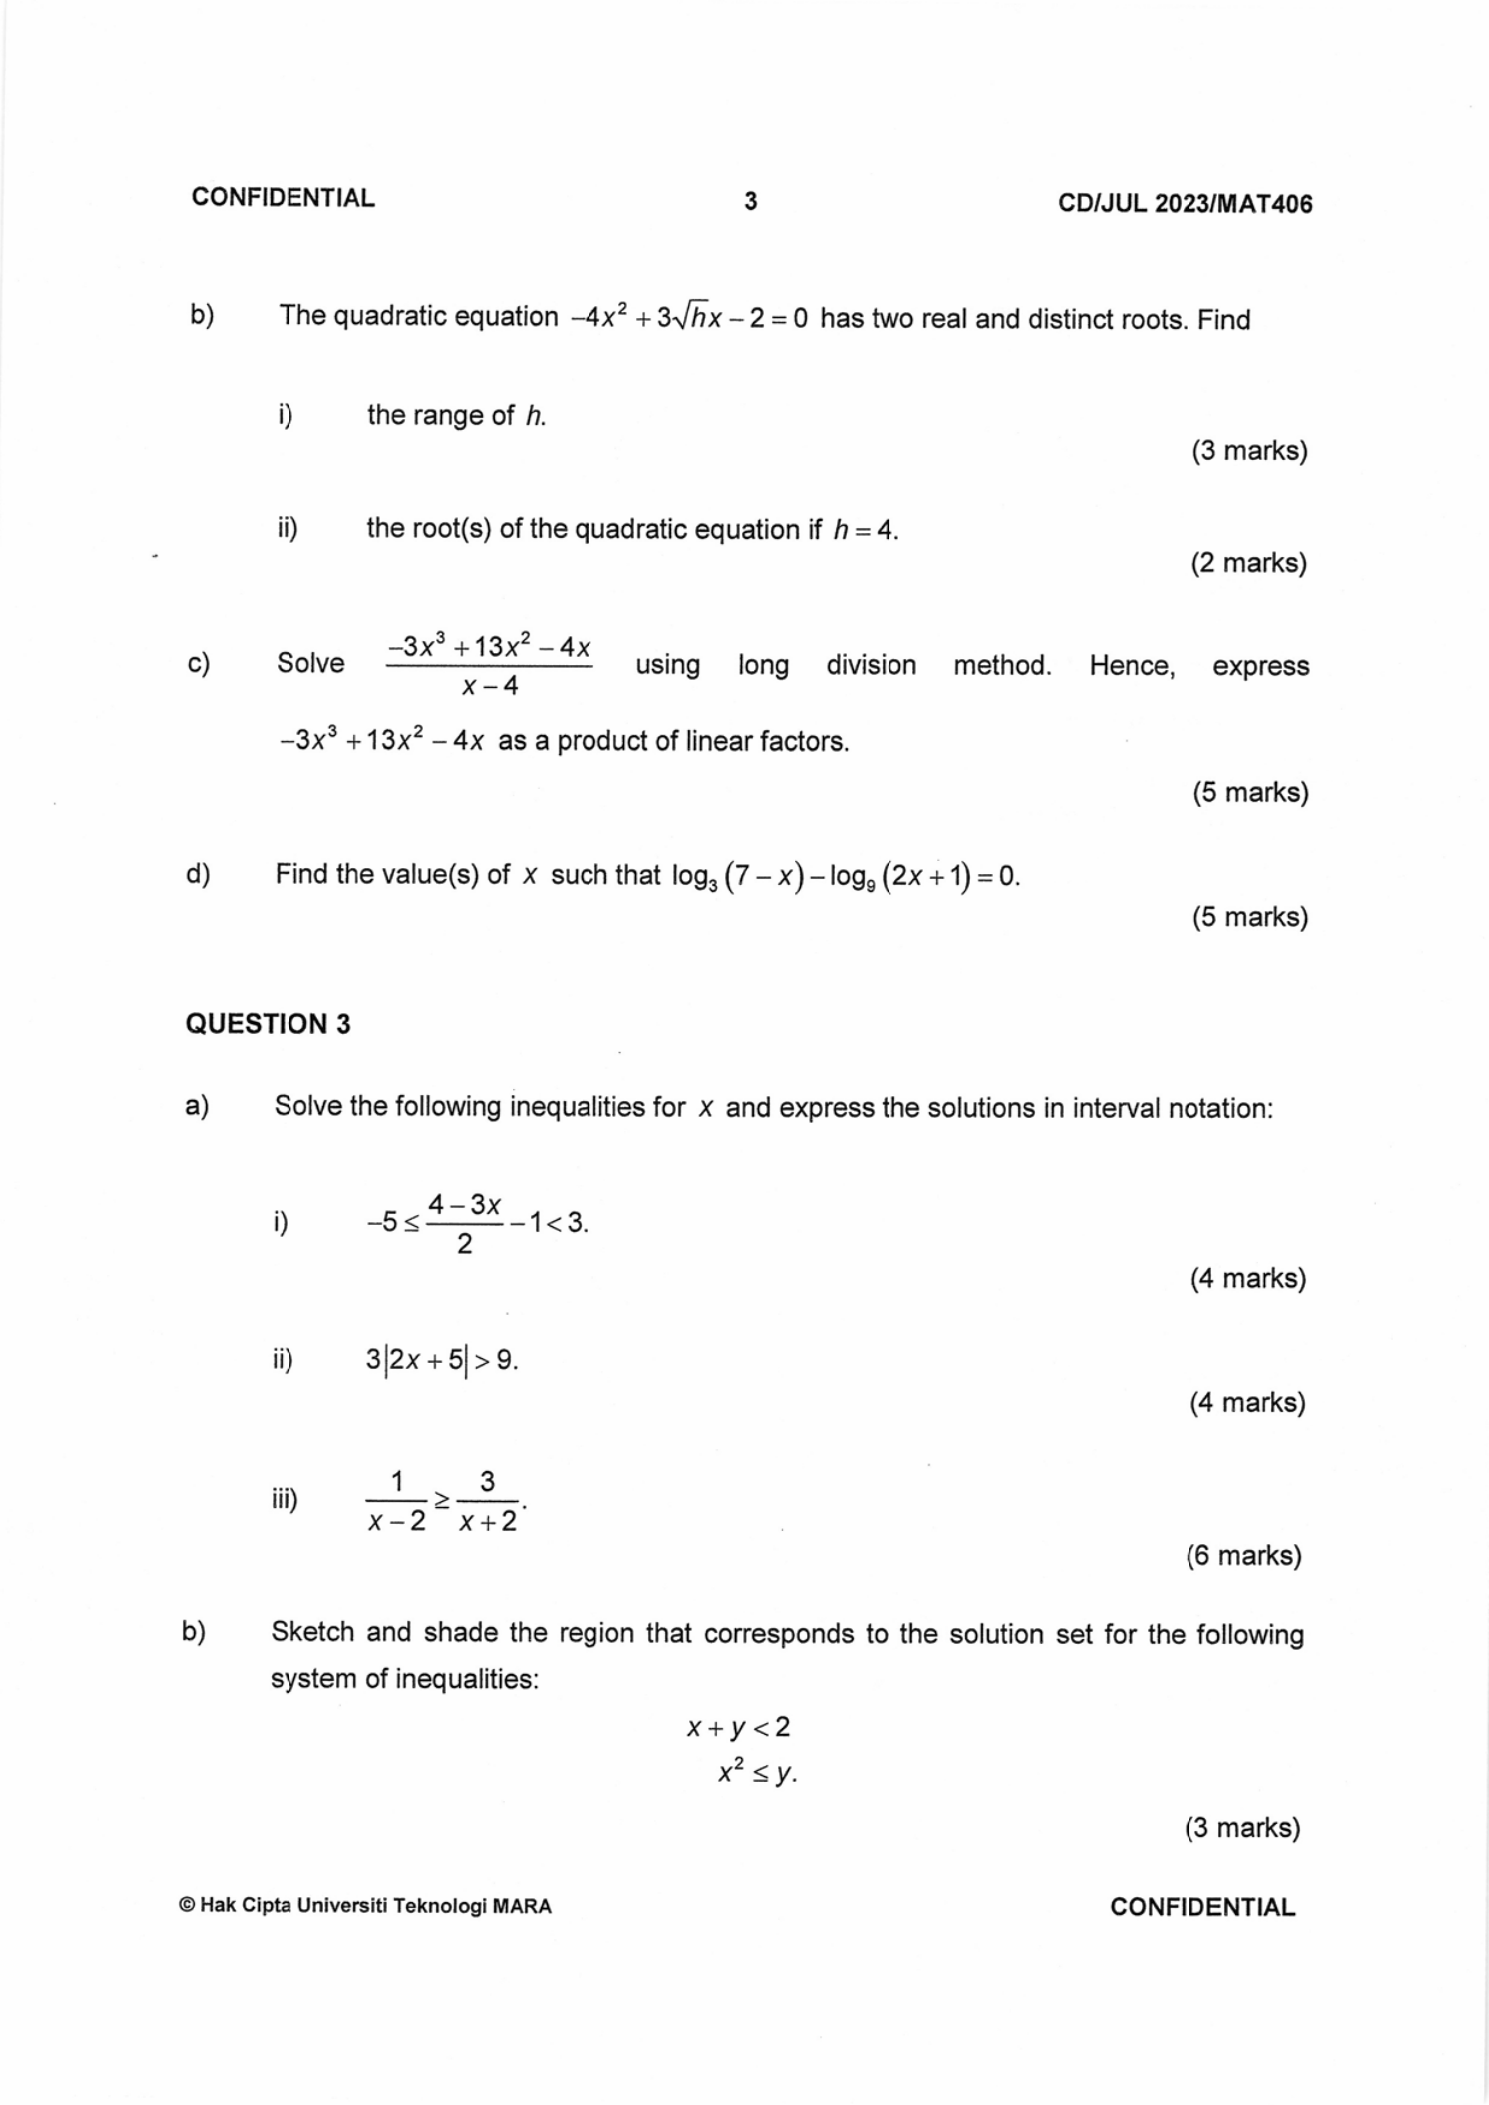 CONFIDENTIAL 3 CD/JUL 2023/MAT406
b) The quadratic equation −4x² + 3√h x − 2 = 0 has two real and distinct roots. Find
i) the range of h.
(3 marks)
ii) the root(s) of the quadratic equation if h = 4.
(2 marks)
c) Solve (−3x³ + 13x² − 4x)/(x − 4) using long division method. Hence, express
−3x³ + 13x² − 4x as a product of linear factors.
(5 marks)
d) Find the value(s) of x such that log₃ (7 − x) − log₉ (2x + 1) = 0.
(5 marks)
QUESTION 3
a) Solve the following inequalities for x and express the solutions in interval notation:
i) −5 ≤ (4 − 3x)/2 − 1 < 3.
(4 marks)
ii) 3|2x + 5| > 9.
(4 marks)
iii) 1/(x − 2) ≥ 3/(x + 2).
(6 marks)
b) Sketch and shade the region that corresponds to the solution set for the following
system of inequalities:
x + y < 2
x² ≤ y.
(3 marks)
© Hak Cipta Universiti Teknologi MARA CONFIDENTIAL